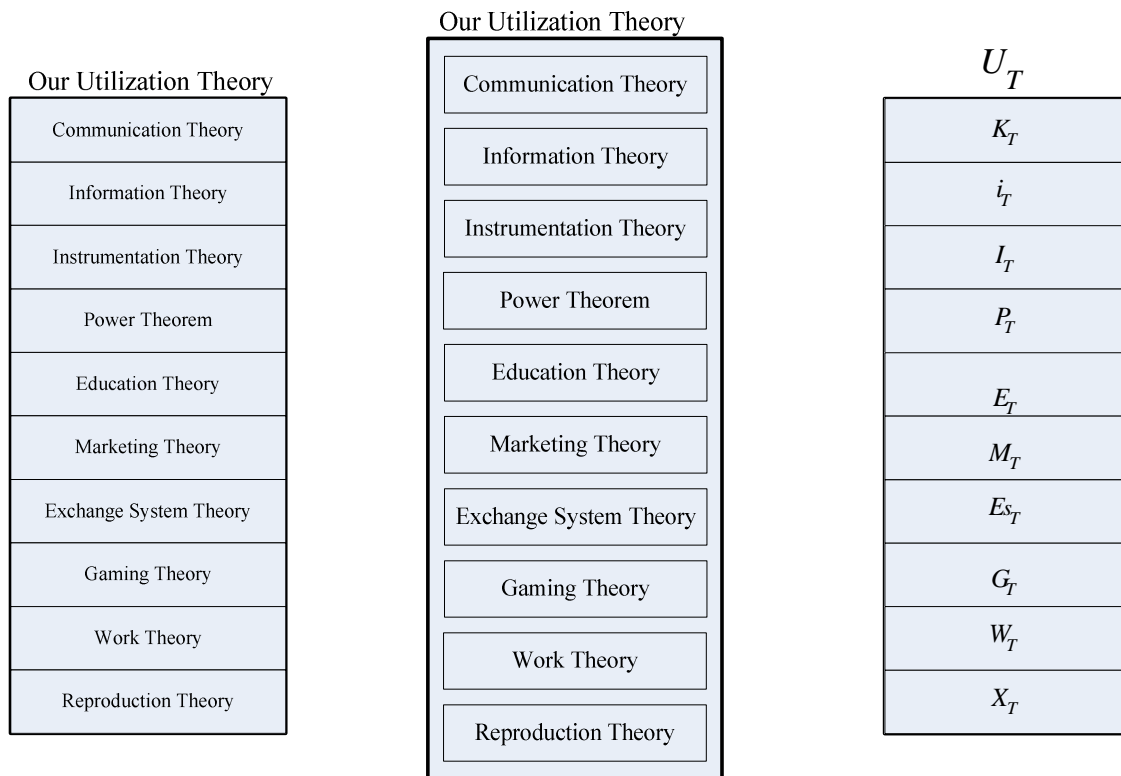 Our Utilization Theory
Communication Theory
Information Theory
Instrumentation Theory
Power Theorem
Education Theory
Marketing Theory
Exchange System Theory
Gaming Theory
Work Theory
Reproduction Theory
Our Utilization Theory
Communication Theory
Information Theory
Instrumentation Theory
Power Theorem
Education Theory
Marketing Theory
Exchange System Theory
Gaming Theory
Work Theory
Reproduction Theory
U_T
K_T
i_T
I_T
P_T
E_T
M_T
Es_T
G_T
W_T
X_T